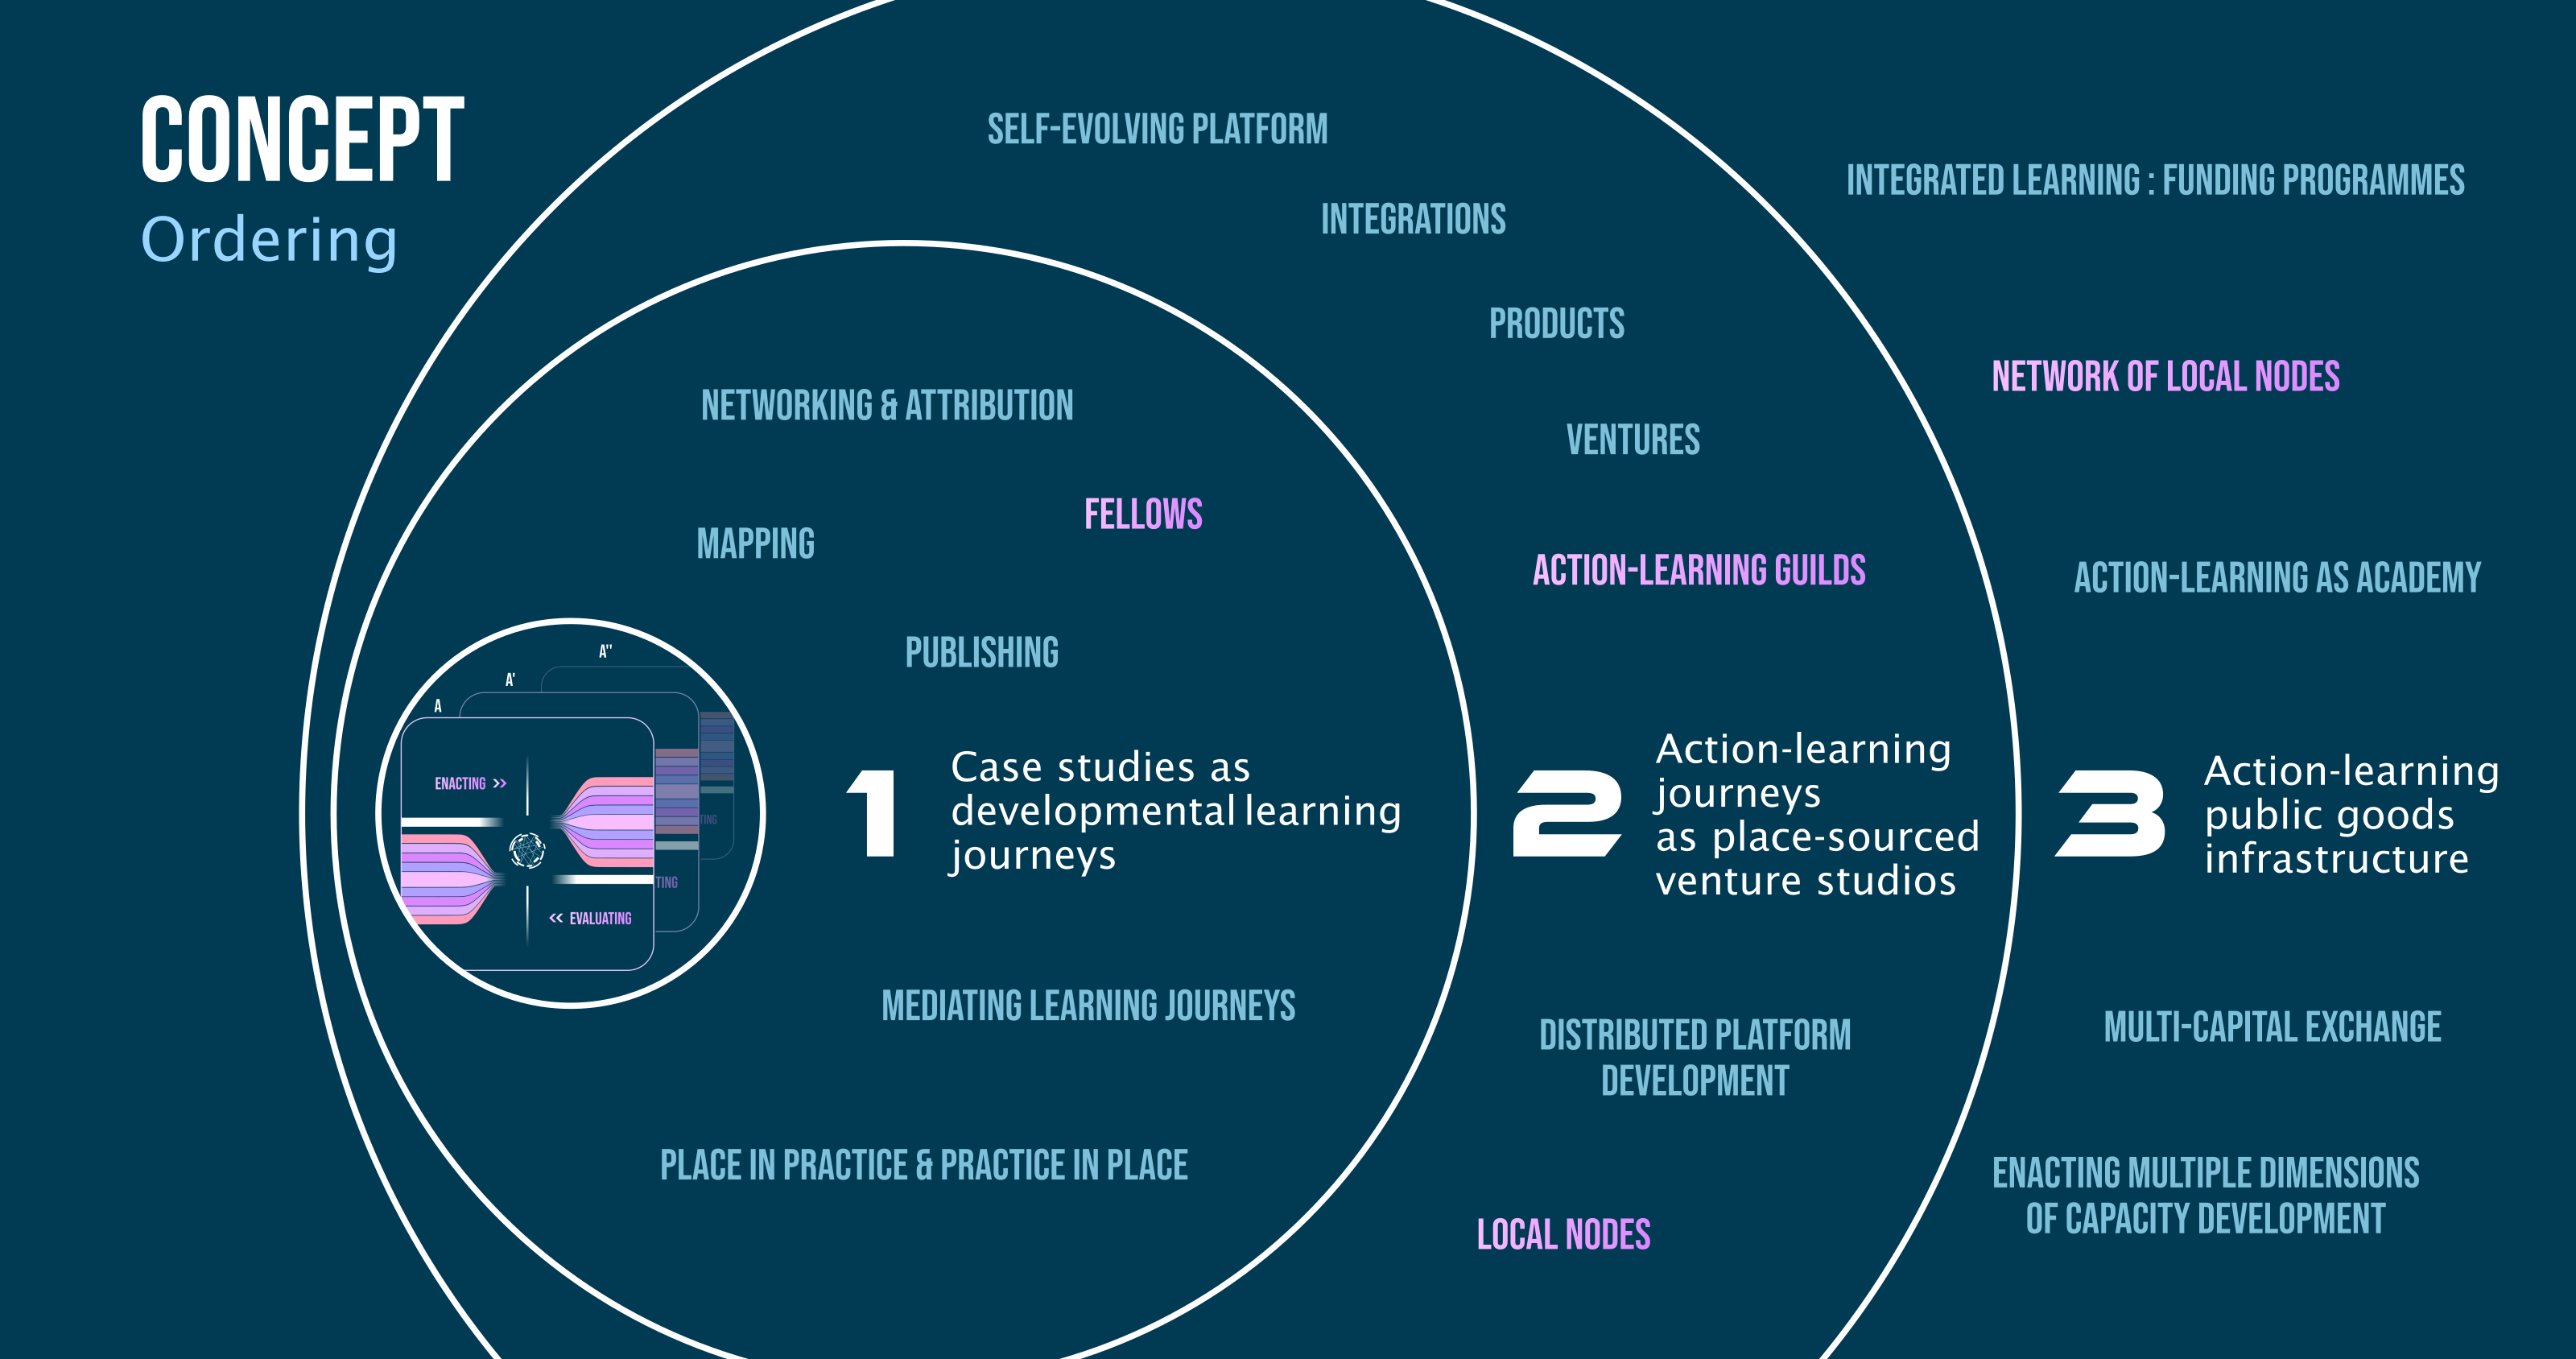 CONCEPT
Ordering
SELF-EVOLVING PLATFORM
INTEGRATIONS
PRODUCTS
VENTURES
ACTION-LEARNING GUILDS
INTEGRATED LEARNING : FUNDING PROGRAMMES
NETWORK OF LOCAL NODES
ACTION-LEARNING AS ACADEMY
NETWORKING & ATTRIBUTION
FELLOWS
MAPPING
PUBLISHING
A"
A'
A
ENACTING >>
<< EVALUATING
TING
TING
1
Case studies as
developmental learning
journeys
2
Action-learning
journeys
as place-sourced
venture studios
3
Action-learning
public goods
infrastructure
MEDIATING LEARNING JOURNEYS
PLACE IN PRACTICE & PRACTICE IN PLACE
DISTRIBUTED PLATFORM
DEVELOPMENT
LOCAL NODES
MULTI-CAPITAL EXCHANGE
ENACTING MULTIPLE DIMENSIONS
OF CAPACITY DEVELOPMENT